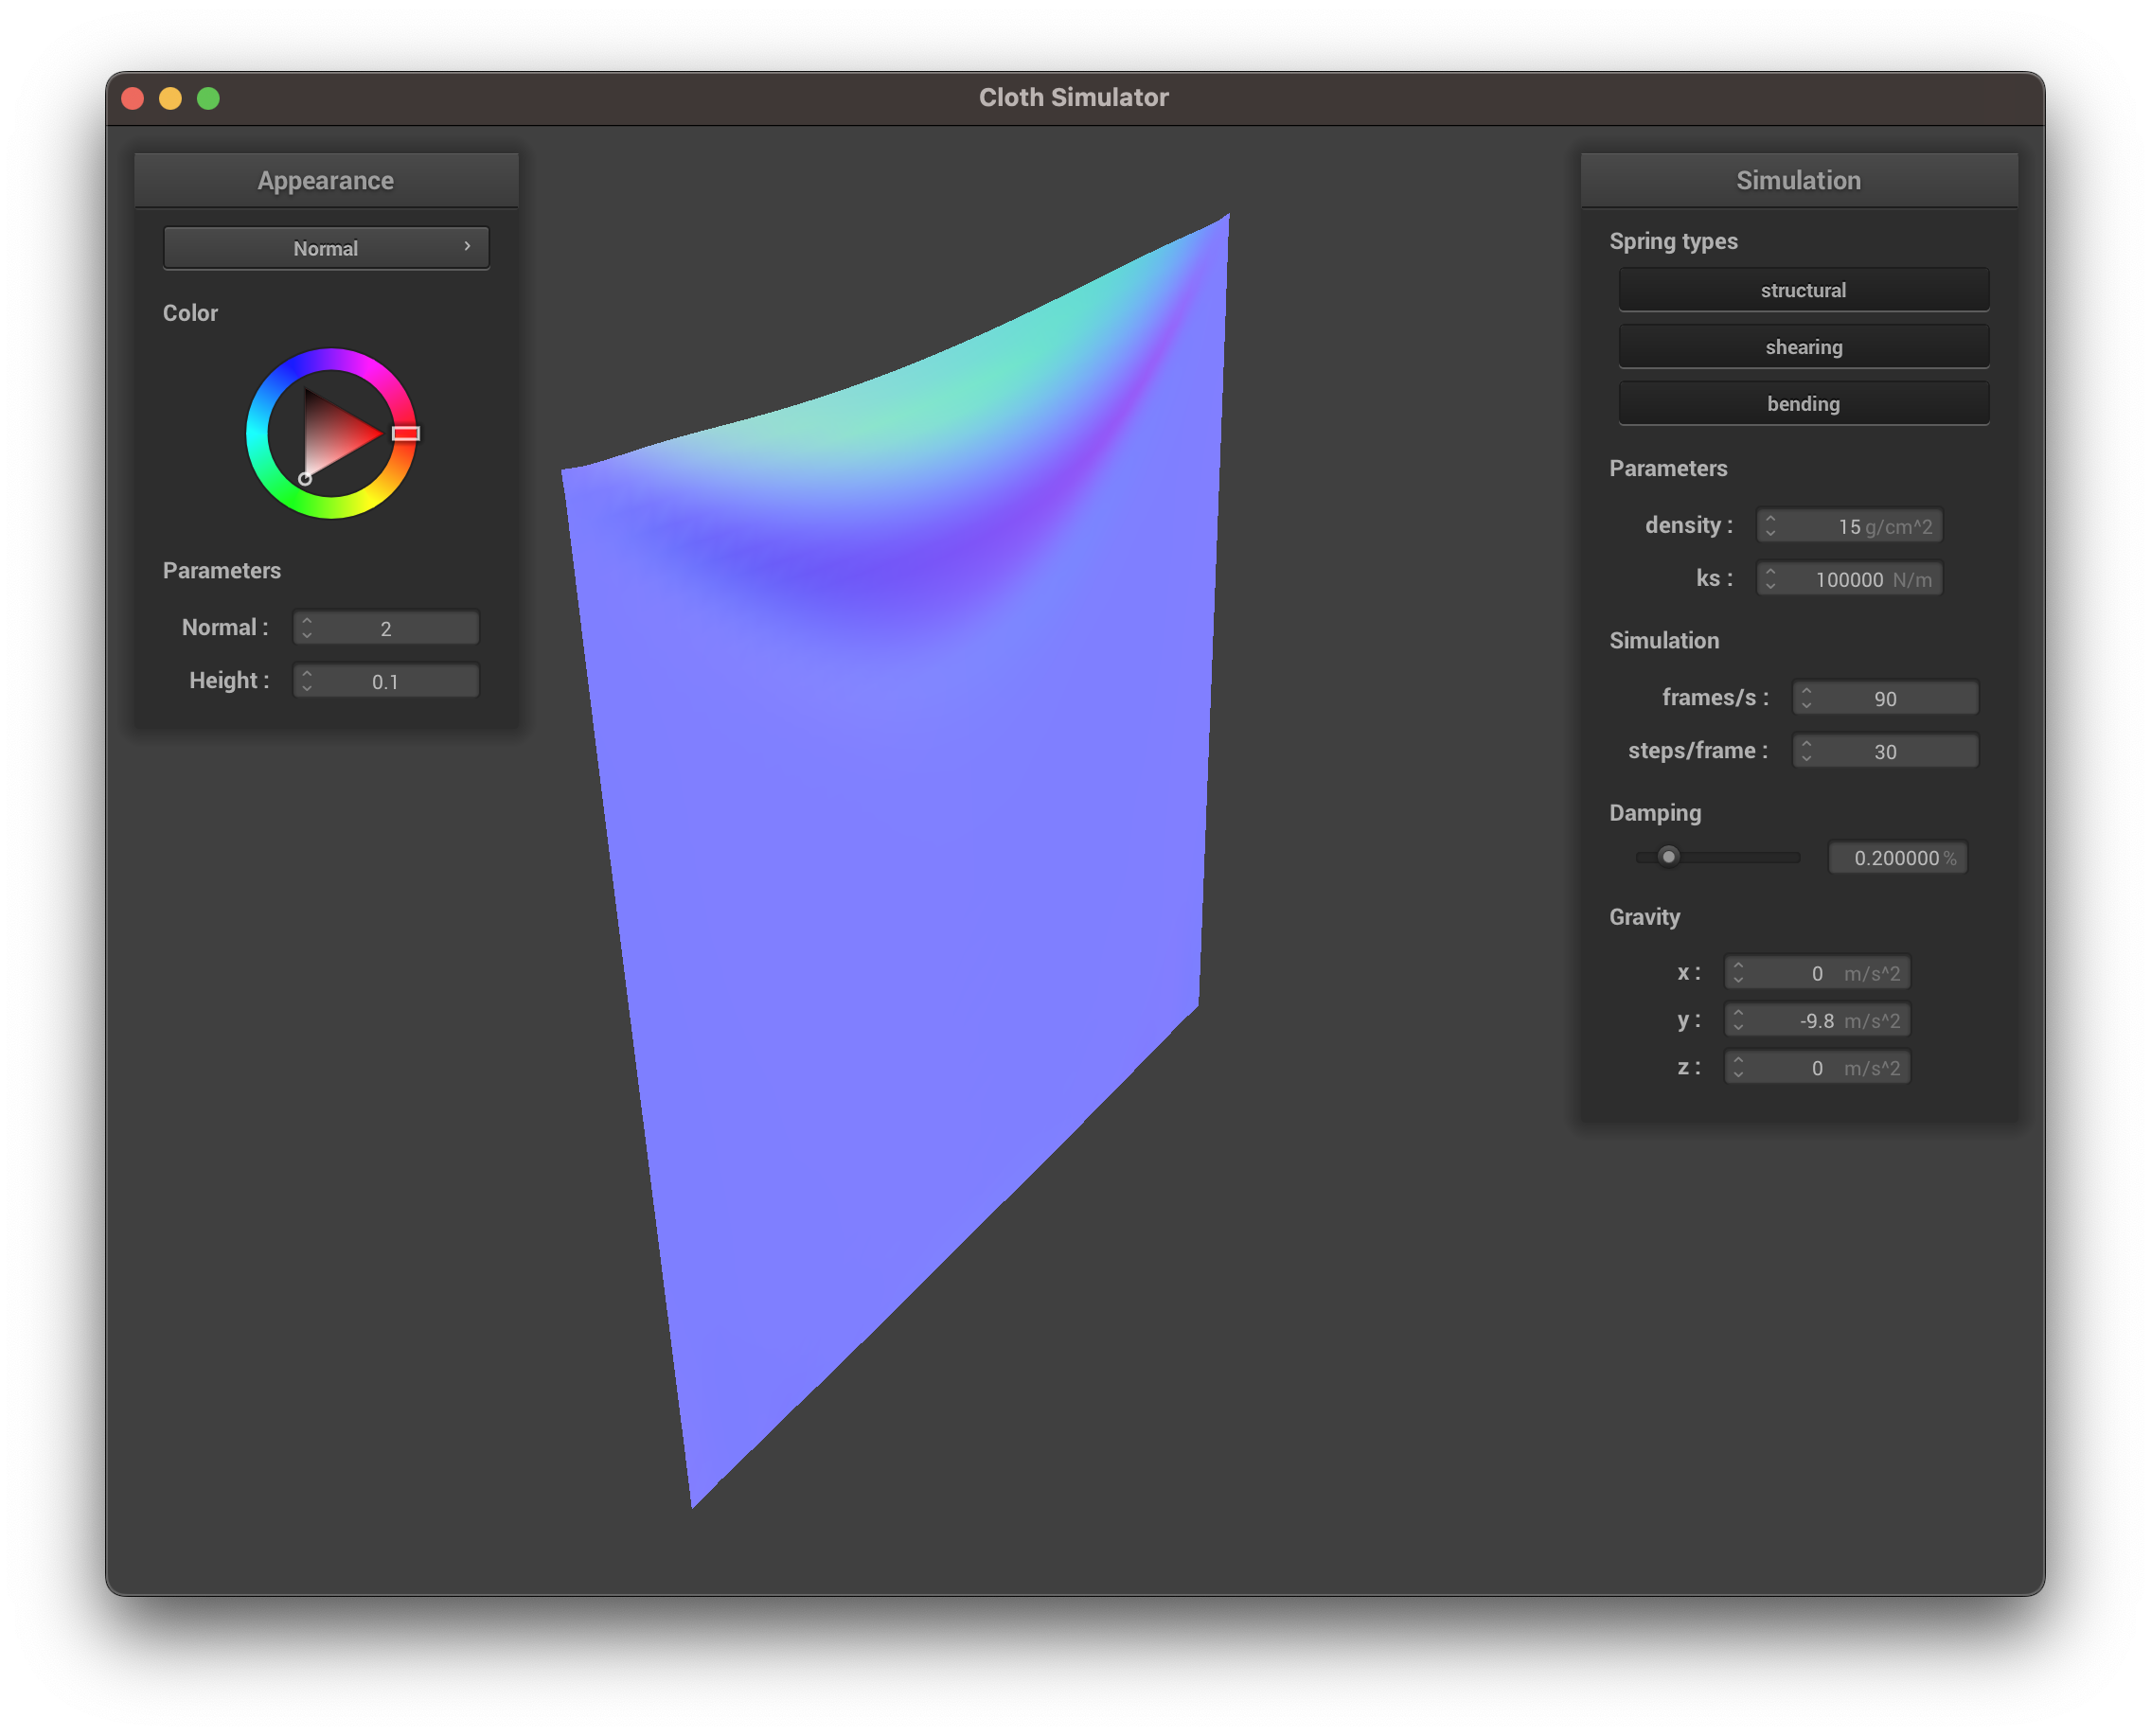 Cloth Simulator
Appearance
Normal
Color
Parameters
Normal : 2
Height : 0.1
Simulation
Spring types
structural
shearing
bending
Parameters
density : 15 g/cm^2
ks : 100000 N/m
Simulation
frames/s : 90
steps/frame : 30
Damping
0.200000 %
Gravity
x : 0 m/s^2
y : -9.8 m/s^2
z : 0 m/s^2